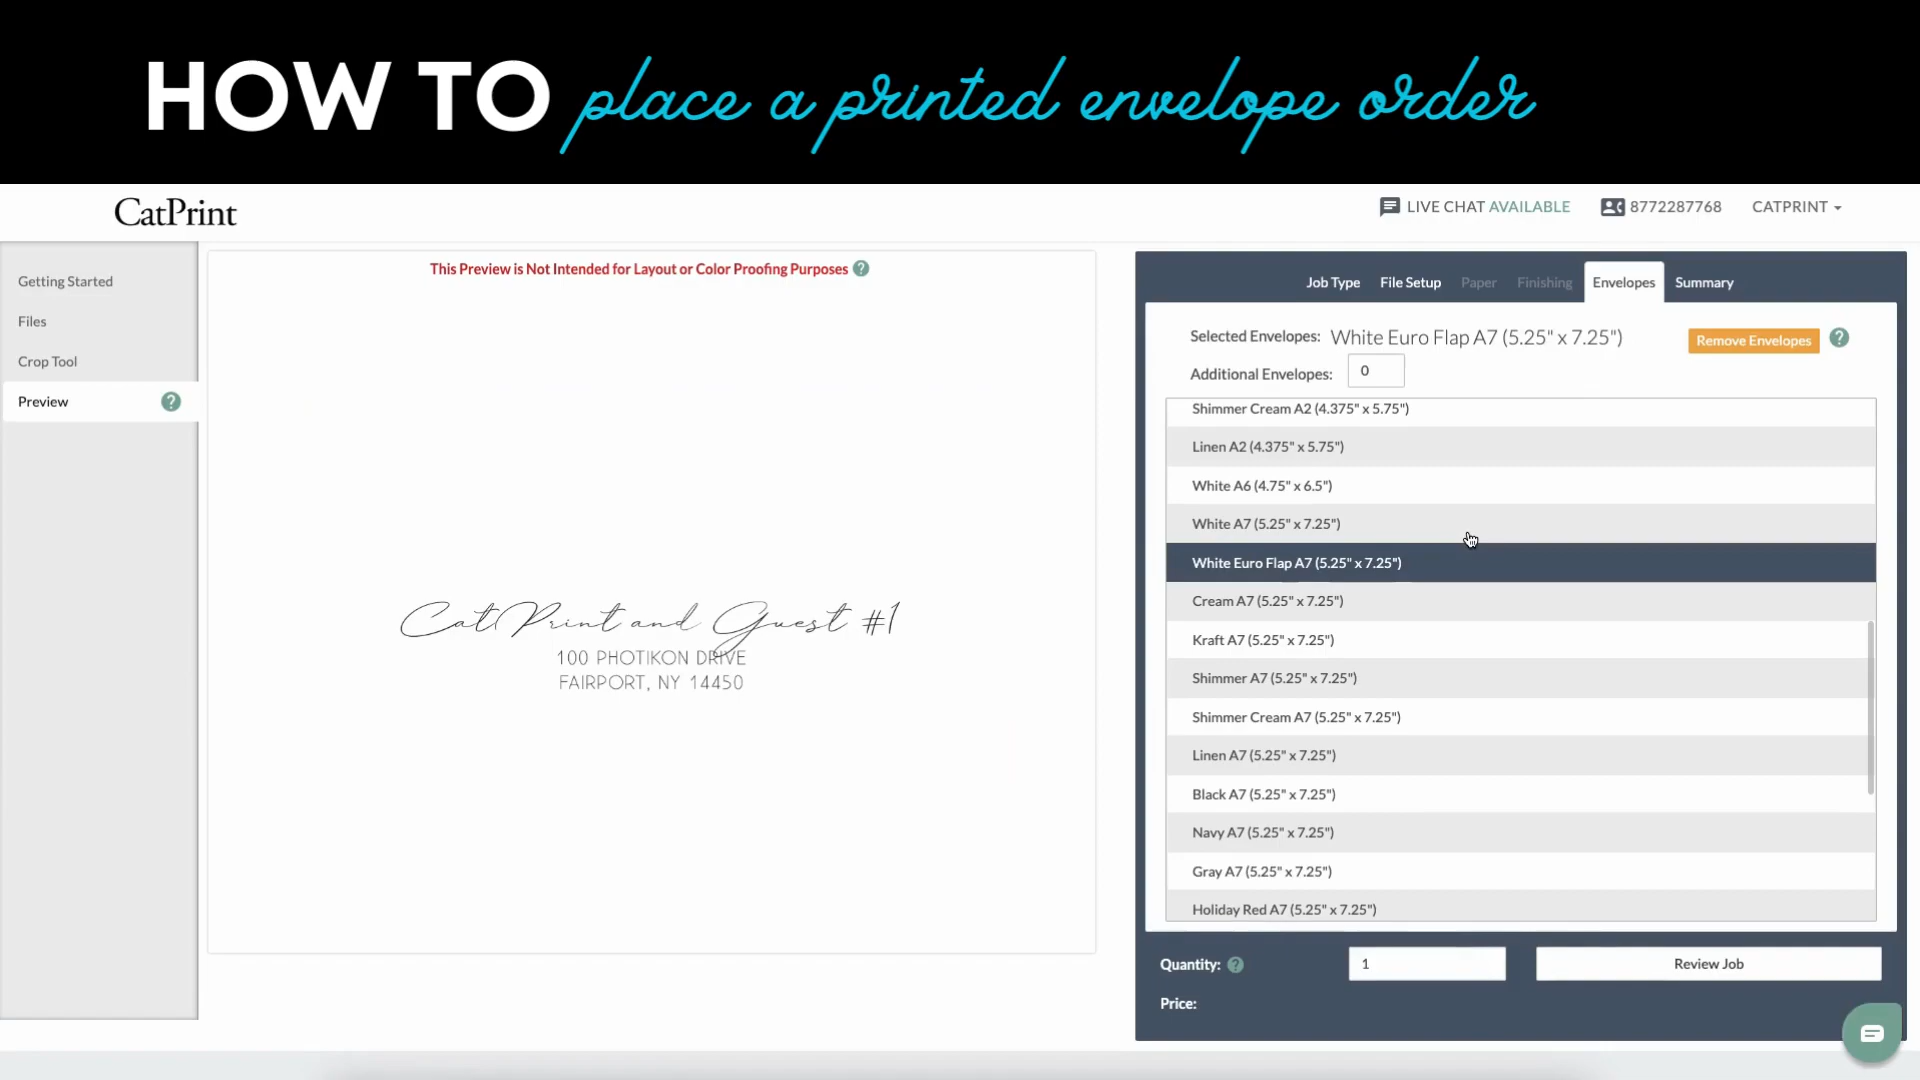 HOW TO place a printed envelope order
CatPrint
LIVE CHAT AVAILABLE
8772287768
CATPRINT
Getting Started
Files
Crop Tool
Preview ?
This Preview is Not Intended for Layout or Color Proofing Purposes ?
CatPrint and Guest #1
100 PHOTIKON DRIVE
FAIRPORT, NY 14450
Job Type File Setup Paper Finishing Envelopes Summary
Selected Envelopes: White Euro Flap A7 (5.25" x 7.25") Remove Envelopes ?
Additional Envelopes: 0
Shimmer Cream A2 (4.375" x 5.75")
Linen A2 (4.375" x 5.75")
White A6 (4.75" x 6.5")
White A7 (5.25" x 7.25")
White Euro Flap A7 (5.25" x 7.25")
Cream A7 (5.25" x 7.25")
Kraft A7 (5.25" x 7.25")
Shimmer A7 (5.25" x 7.25")
Shimmer Cream A7 (5.25" x 7.25")
Linen A7 (5.25" x 7.25")
Black A7 (5.25" x 7.25")
Navy A7 (5.25" x 7.25")
Gray A7 (5.25" x 7.25")
Holiday Red A7 (5.25" x 7.25")
Quantity: ? 1 Review Job
Price: